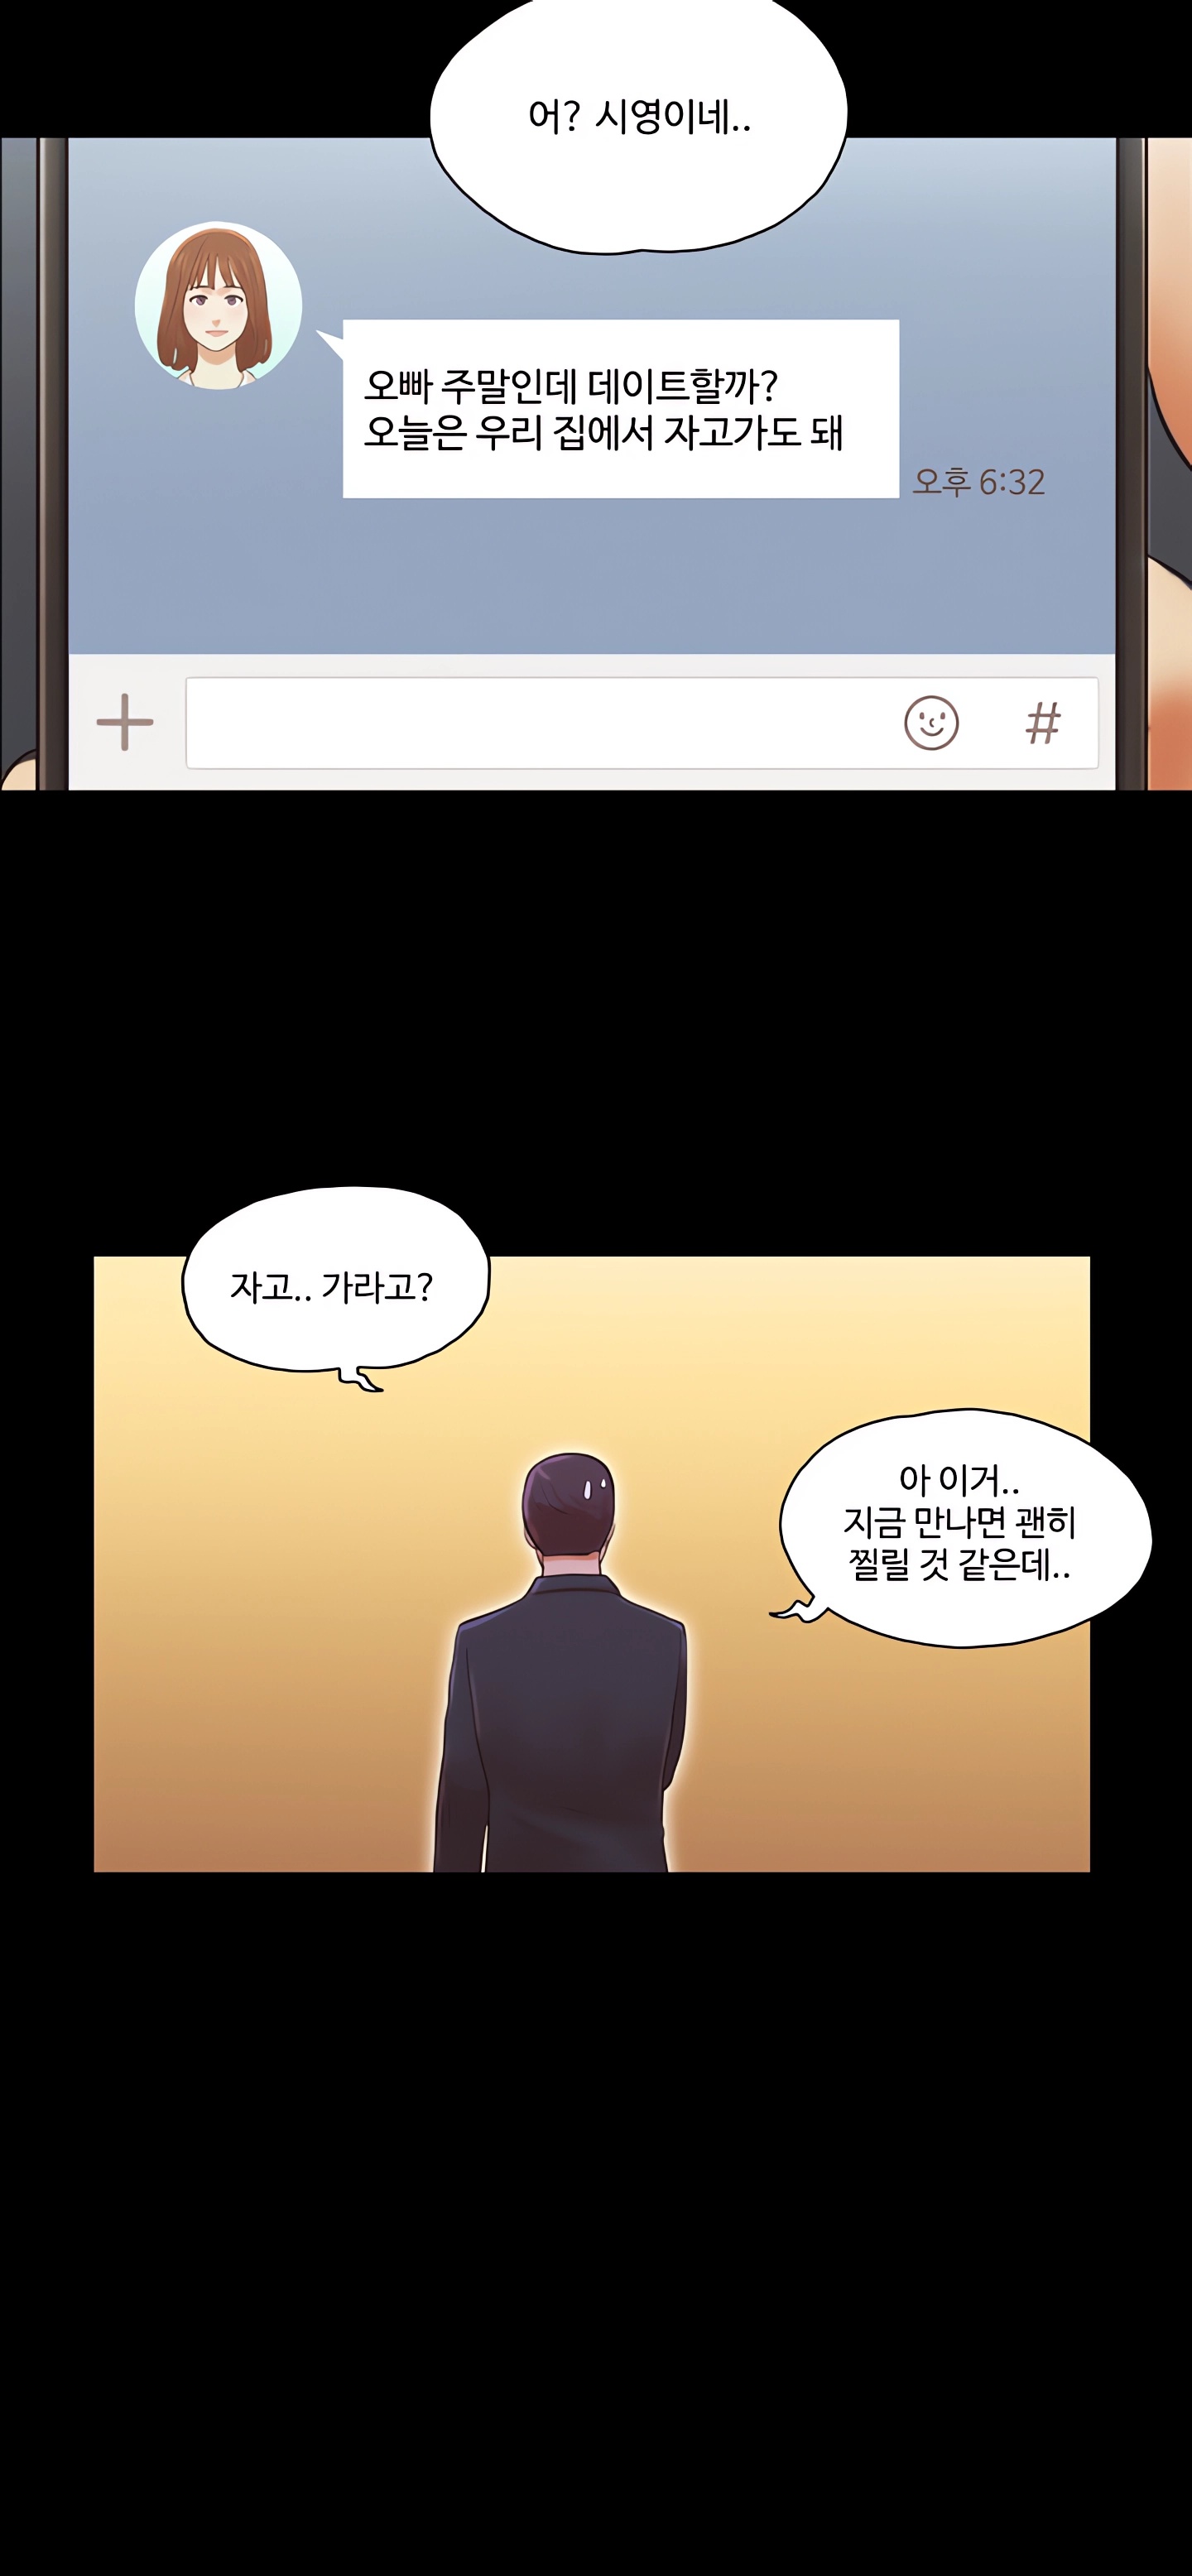 어? 시영이네..
오빠 주말인데 데이트할까?
오늘은 우리 집에서 자고가도 돼
오후 6:32
#
자고.. 가라고?
아 이거..
지금 만나면 괜히
찔릴 것 같은데..